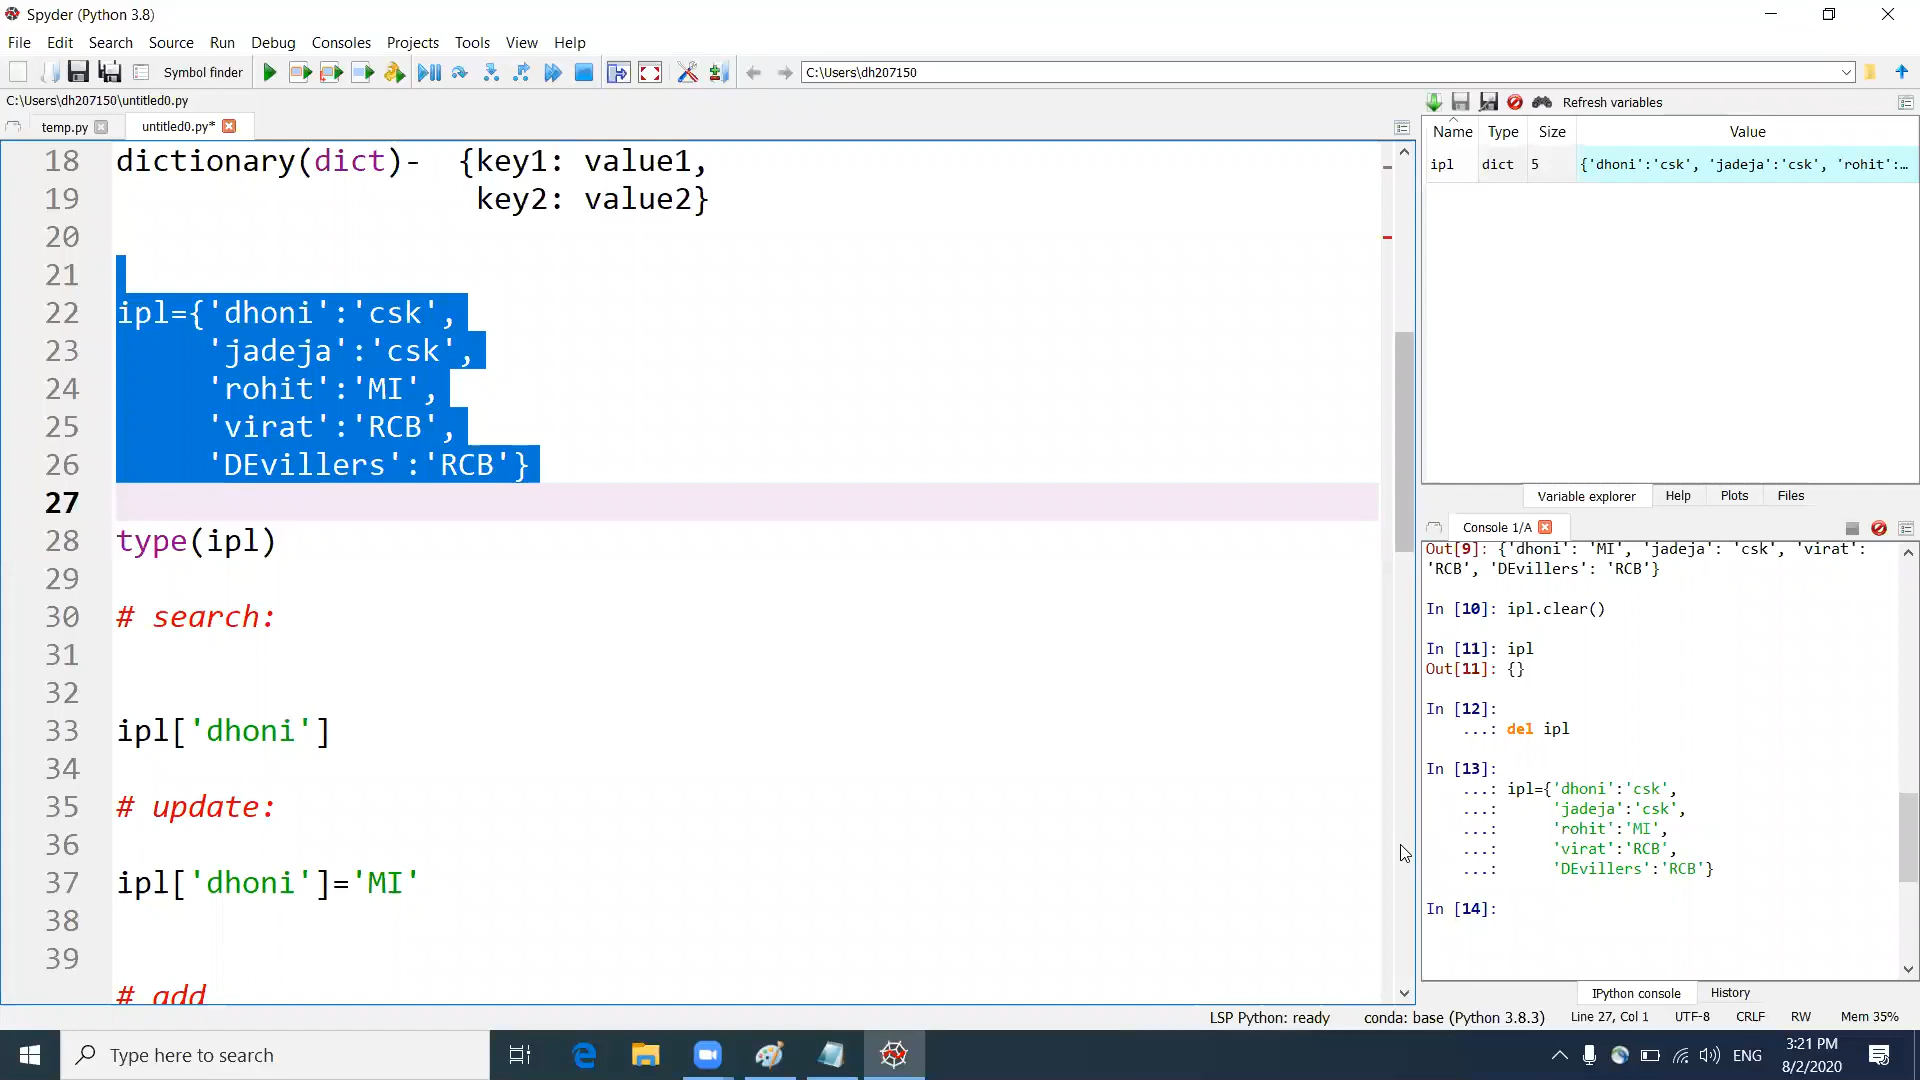 Spyder (Python 3.8)
File Edit Search Source Run Debug Consoles Projects Tools View Help
Symbol finder
C:\Users\dh207150
C:\Users\dh207150\untitled0.py
temp.py untitled0.py*
18 dictionary(dict)- {key1: value1,
19 key2: value2}
20
21
22 ipl={'dhoni':'csk',
23 'jadeja':'csk',
24 'rohit':'MI',
25 'virat':'RCB',
26 'DEvillers':'RCB'}
27
28 type(ipl)
29
30 # search:
31
32
33 ipl['dhoni']
34
35 # update:
36
37 ipl['dhoni']='MI'
38
39
# add
Refresh variables
Name Type Size Value
ipl dict 5 {'dhoni':'csk', 'jadeja':'csk', 'rohit':…
Variable explorer Help Plots Files
Console 1/A
Out[9]: {'dhoni': 'MI', 'jadeja': 'csk', 'virat':
'RCB', 'DEvillers': 'RCB'}
In [10]: ipl.clear()
In [11]: ipl
Out[11]: {}
In [12]:
...: del ipl
In [13]:
...: ipl={'dhoni':'csk',
...: 'jadeja':'csk',
...: 'rohit':'MI',
...: 'virat':'RCB',
...: 'DEvillers':'RCB'}
In [14]:
IPython console History
LSP Python: ready conda: base (Python 3.8.3) Line 27, Col 1 UTF-8 CRLF RW Mem 35%
Type here to search
ENG
3:21 PM
8/2/2020